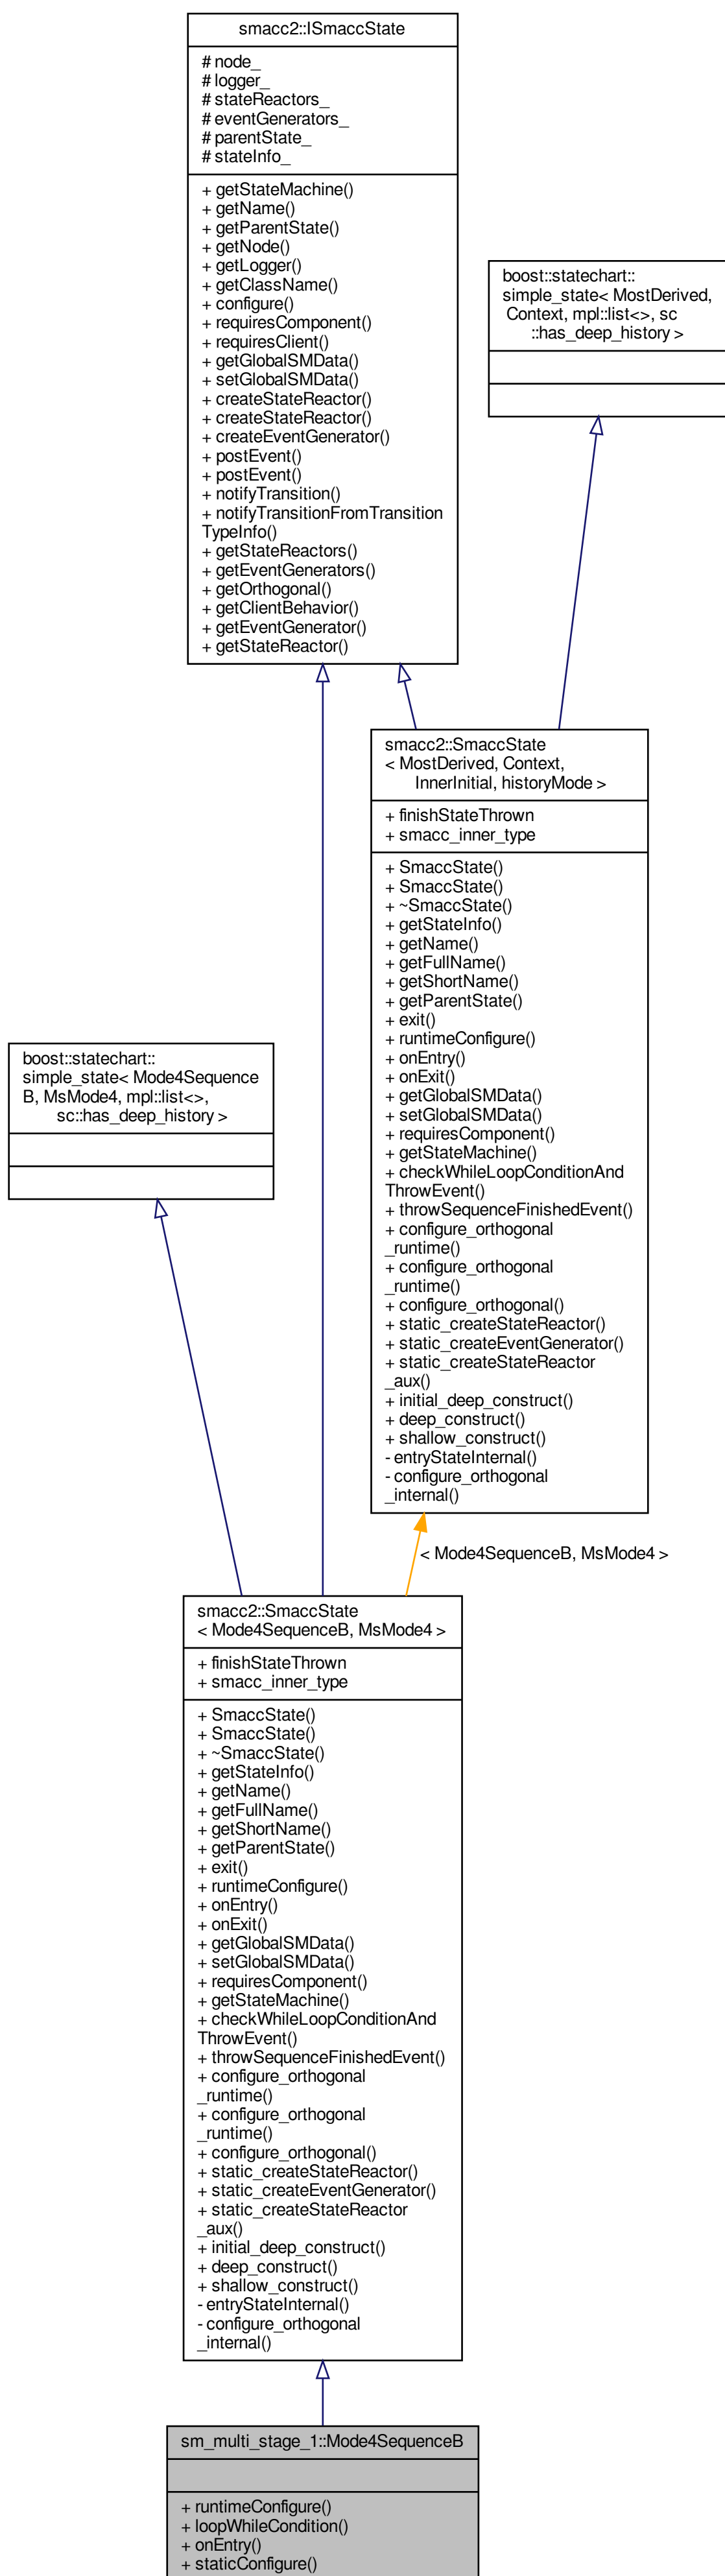 smacc2::ISmaccState
# node_
# logger_
# stateReactors_
# eventGenerators_
# parentState_
# stateInfo_
+ getStateMachine()
+ getName()
+ getParentState()
+ getNode()
+ getLogger()
+ getClassName()
+ configure()
+ requiresComponent()
+ requiresClient()
+ getGlobalSMData()
+ setGlobalSMData()
+ createStateReactor()
+ createStateReactor()
+ createEventGenerator()
+ postEvent()
+ postEvent()
+ notifyTransition()
+ notifyTransitionFromTransition
TypeInfo()
+ getStateReactors()
+ getEventGenerators()
+ getOrthogonal()
+ getClientBehavior()
+ getEventGenerator()
+ getStateReactor()
boost::statechart::
simple_state< MostDerived,
Context, mpl::list<>, sc
::has_deep_history >
smacc2::SmaccState
< MostDerived, Context,
InnerInitial, historyMode >
+ finishStateThrown
+ smacc_inner_type
+ SmaccState()
+ SmaccState()
+ ~SmaccState()
+ getStateInfo()
+ getName()
+ getFullName()
+ getShortName()
+ getParentState()
+ exit()
+ runtimeConfigure()
+ onEntry()
+ onExit()
+ getGlobalSMData()
+ setGlobalSMData()
+ requiresComponent()
+ getStateMachine()
+ checkWhileLoopConditionAnd
ThrowEvent()
+ throwSequenceFinishedEvent()
+ configure_orthogonal
_runtime()
+ configure_orthogonal
_runtime()
+ configure_orthogonal()
+ static_createStateReactor()
+ static_createEventGenerator()
+ static_createStateReactor
_aux()
+ initial_deep_construct()
+ deep_construct()
+ shallow_construct()
- entryStateInternal()
- configure_orthogonal
_internal()
boost::statechart::
simple_state< Mode4Sequence
B, MsMode4, mpl::list<>,
sc::has_deep_history >
< Mode4SequenceB, MsMode4 >
smacc2::SmaccState
< Mode4SequenceB, MsMode4 >
+ finishStateThrown
+ smacc_inner_type
+ SmaccState()
+ SmaccState()
+ ~SmaccState()
+ getStateInfo()
+ getName()
+ getFullName()
+ getShortName()
+ getParentState()
+ exit()
+ runtimeConfigure()
+ onEntry()
+ onExit()
+ getGlobalSMData()
+ setGlobalSMData()
+ requiresComponent()
+ getStateMachine()
+ checkWhileLoopConditionAnd
ThrowEvent()
+ throwSequenceFinishedEvent()
+ configure_orthogonal
_runtime()
+ configure_orthogonal
_runtime()
+ configure_orthogonal()
+ static_createStateReactor()
+ static_createEventGenerator()
+ static_createStateReactor
_aux()
+ initial_deep_construct()
+ deep_construct()
+ shallow_construct()
- entryStateInternal()
- configure_orthogonal
_internal()
sm_multi_stage_1::Mode4SequenceB
+ runtimeConfigure()
+ loopWhileCondition()
+ onEntry()
+ staticConfigure()